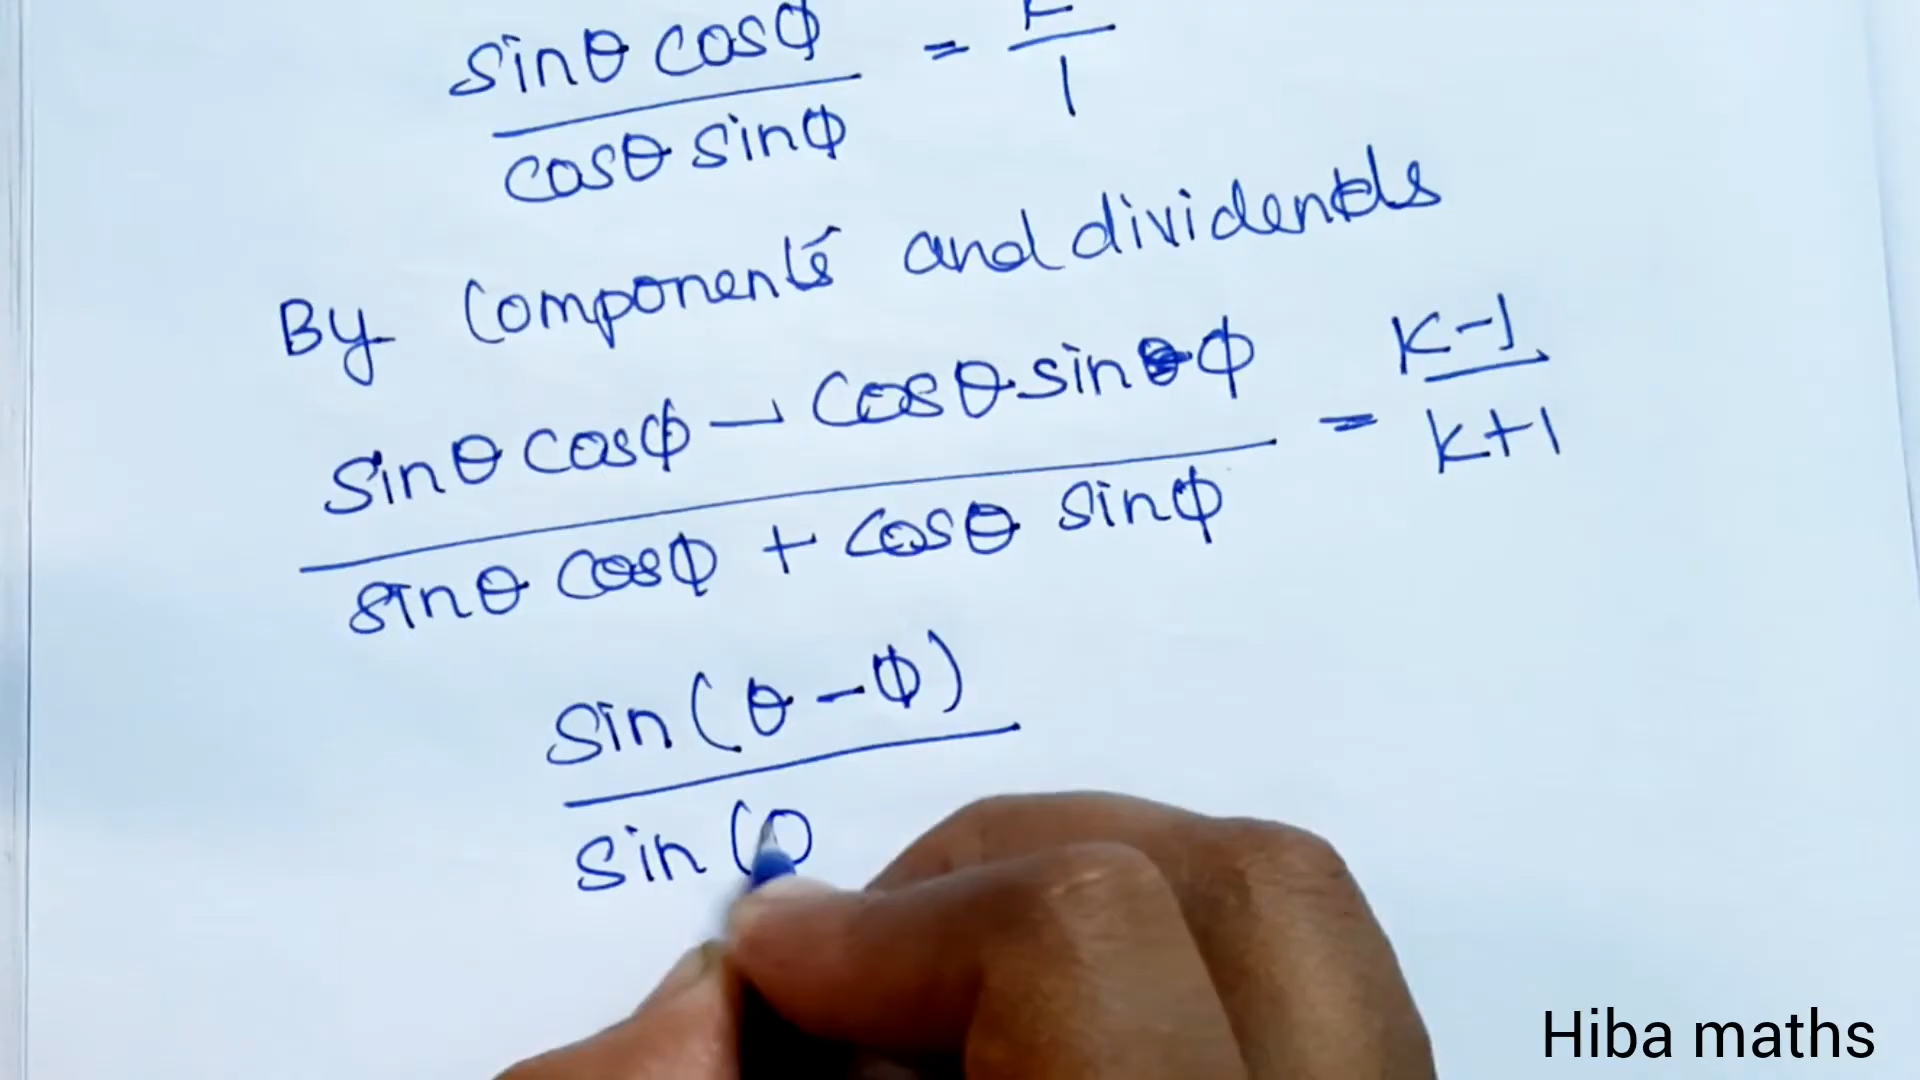 sinθ cosϕ / cosθ sinϕ = K/1
By Components and dividends
sinθ cosϕ − cosθ sinϕ / sinθ cosϕ + cosθ sinϕ = K−1 / K+1
sin(θ−ϕ) / sin(
Hiba maths